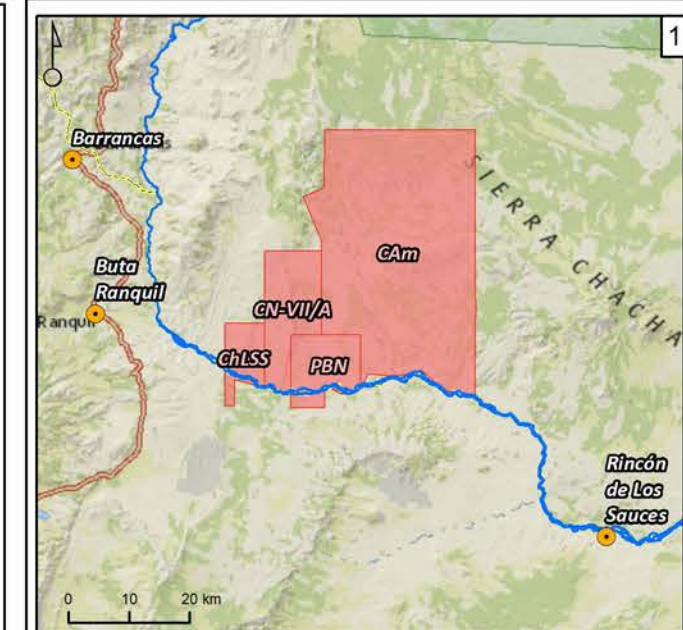 1
Barrancas
Buta
Ranquil
Ranquil
SIERRA CHACHA
CAm
CN-VII/A
ChLSS
PBN
Rincón
de Los
Sauces
0 10 20 km